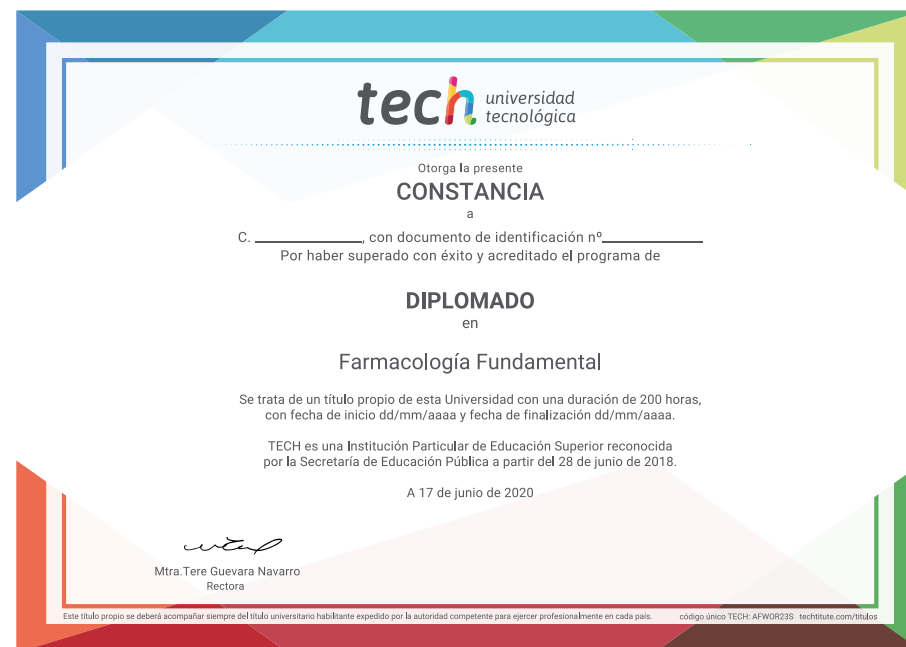 tech universidad
tecnológica
Otorga la presente
CONSTANCIA
a
C. ____________, con documento de identificación nº____________
Por haber superado con éxito y acreditado el programa de
DIPLOMADO
en
Farmacología Fundamental
Se trata de un título propio de esta Universidad con una duración de 200 horas,
con fecha de inicio dd/mm/aaaa y fecha de finalización dd/mm/aaaa.
TECH es una Institución Particular de Educación Superior reconocida
por la Secretaría de Educación Pública a partir del 28 de junio de 2018.
A 17 de junio de 2020
Mtra.Tere Guevara Navarro
Rectora
Este título propio se deberá acompañar siempre del título universitario habilitante expedido por la autoridad competente para ejercer profesionalmente en cada país. código único TECH: AFWOR23S techtitute.com/titulos